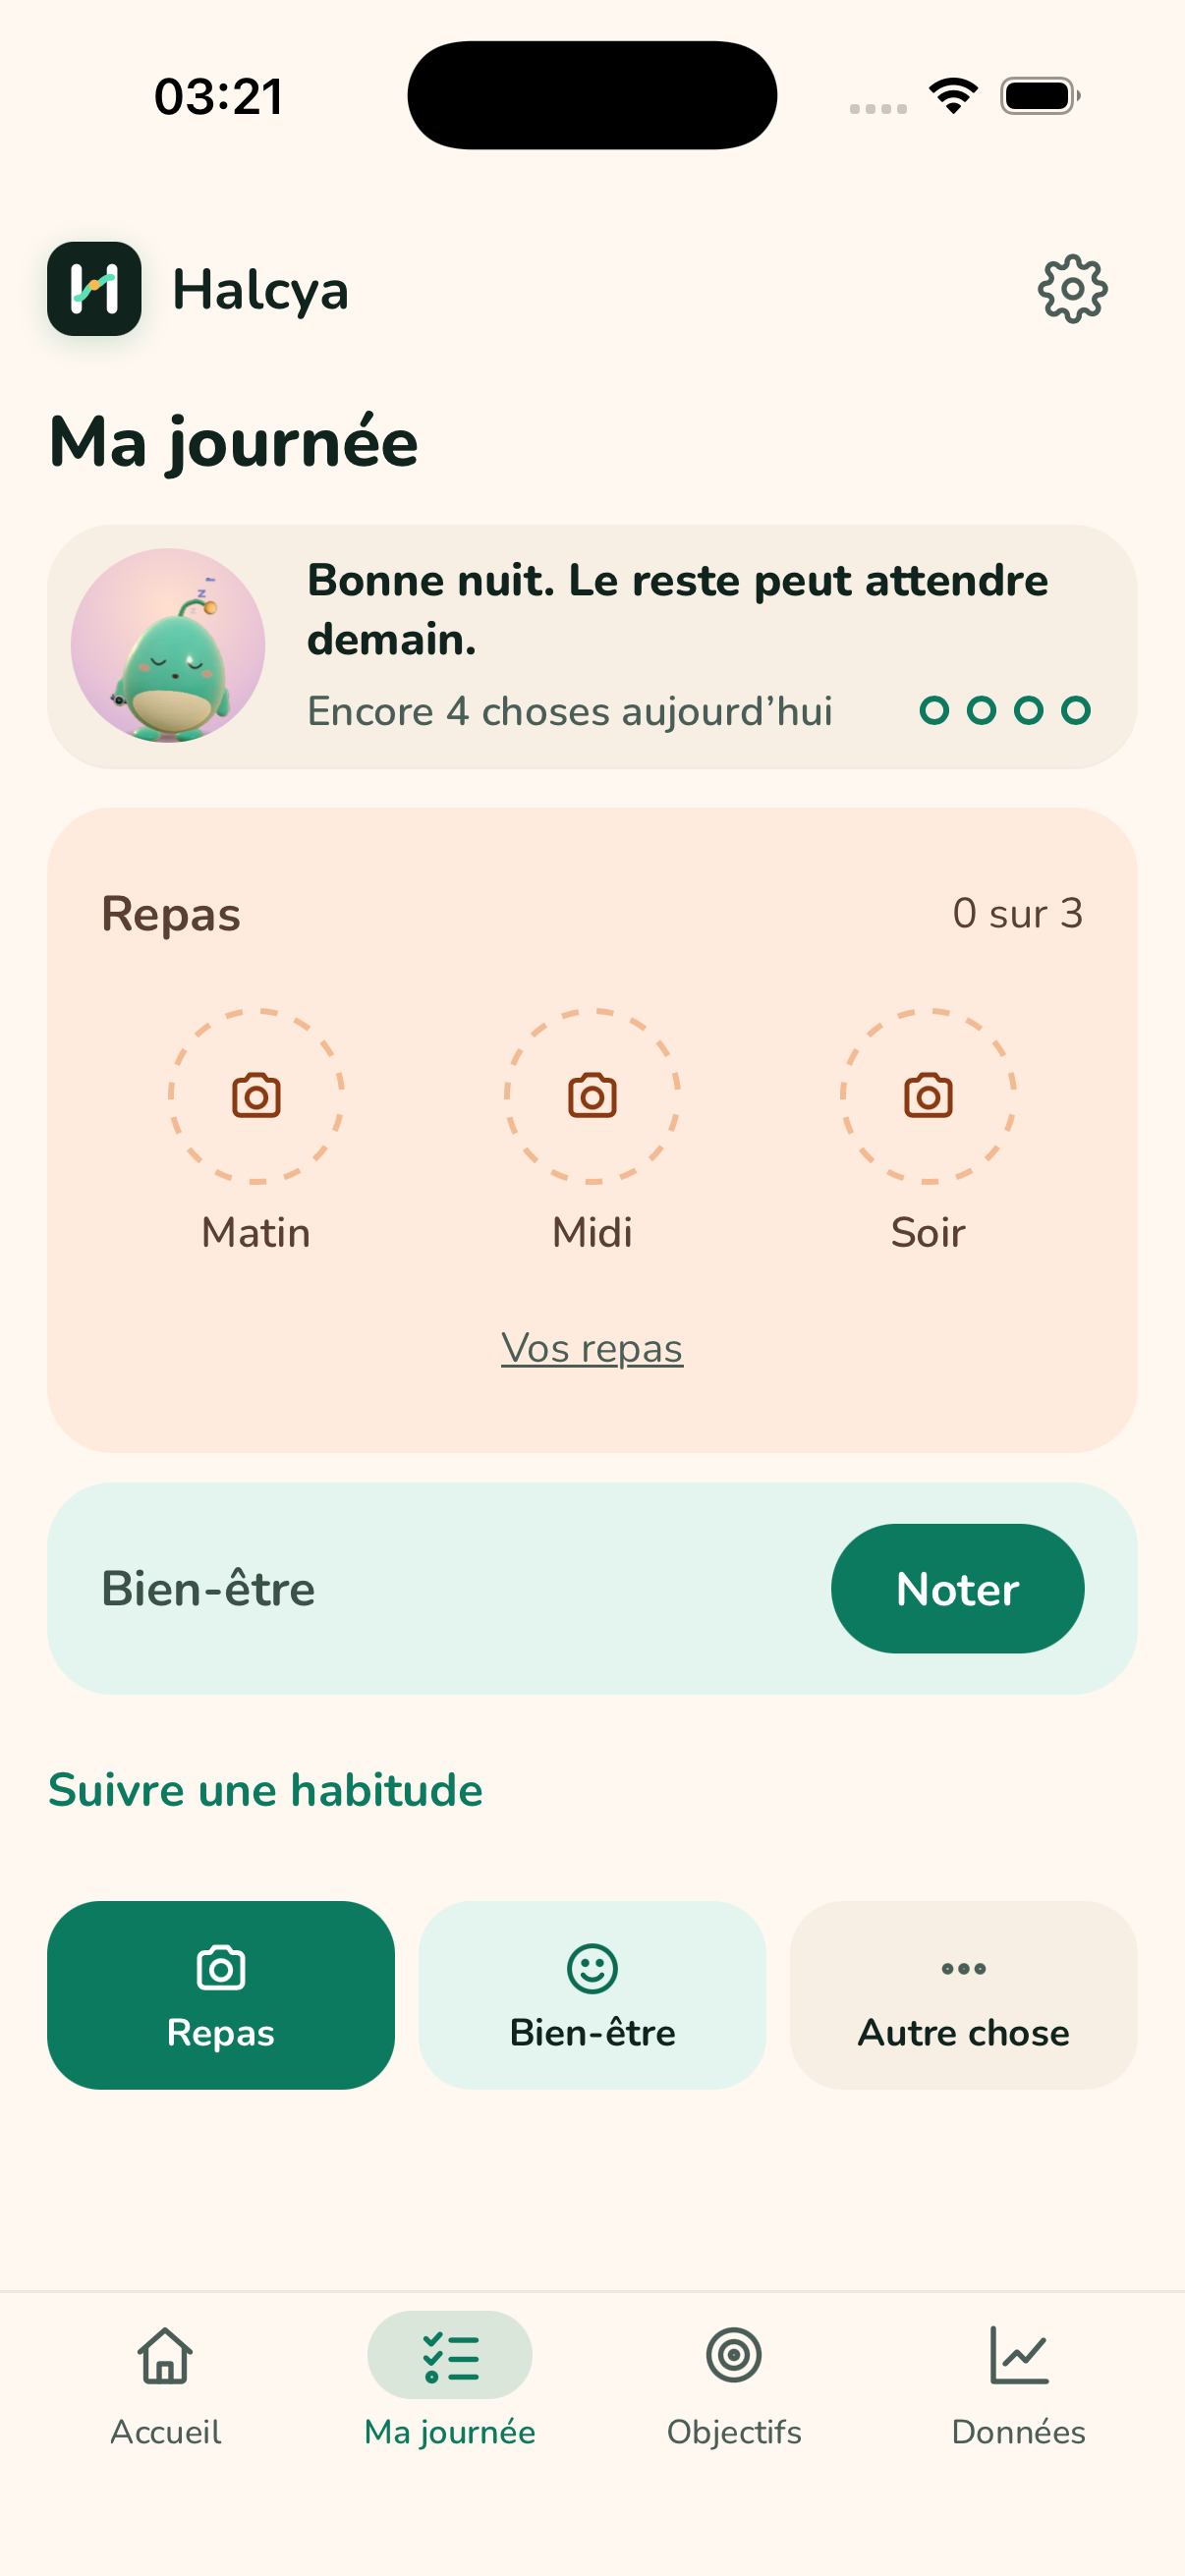 03:21
Halcya
Ma journée
Bonne nuit. Le reste peut attendre
demain.
Encore 4 choses aujourd’hui
Repas
0 sur 3
Matin
Midi
Soir
Vos repas
Bien-être
Noter
Suivre une habitude
Repas
Bien-être
Autre chose
Accueil
Ma journée
Objectifs
Données